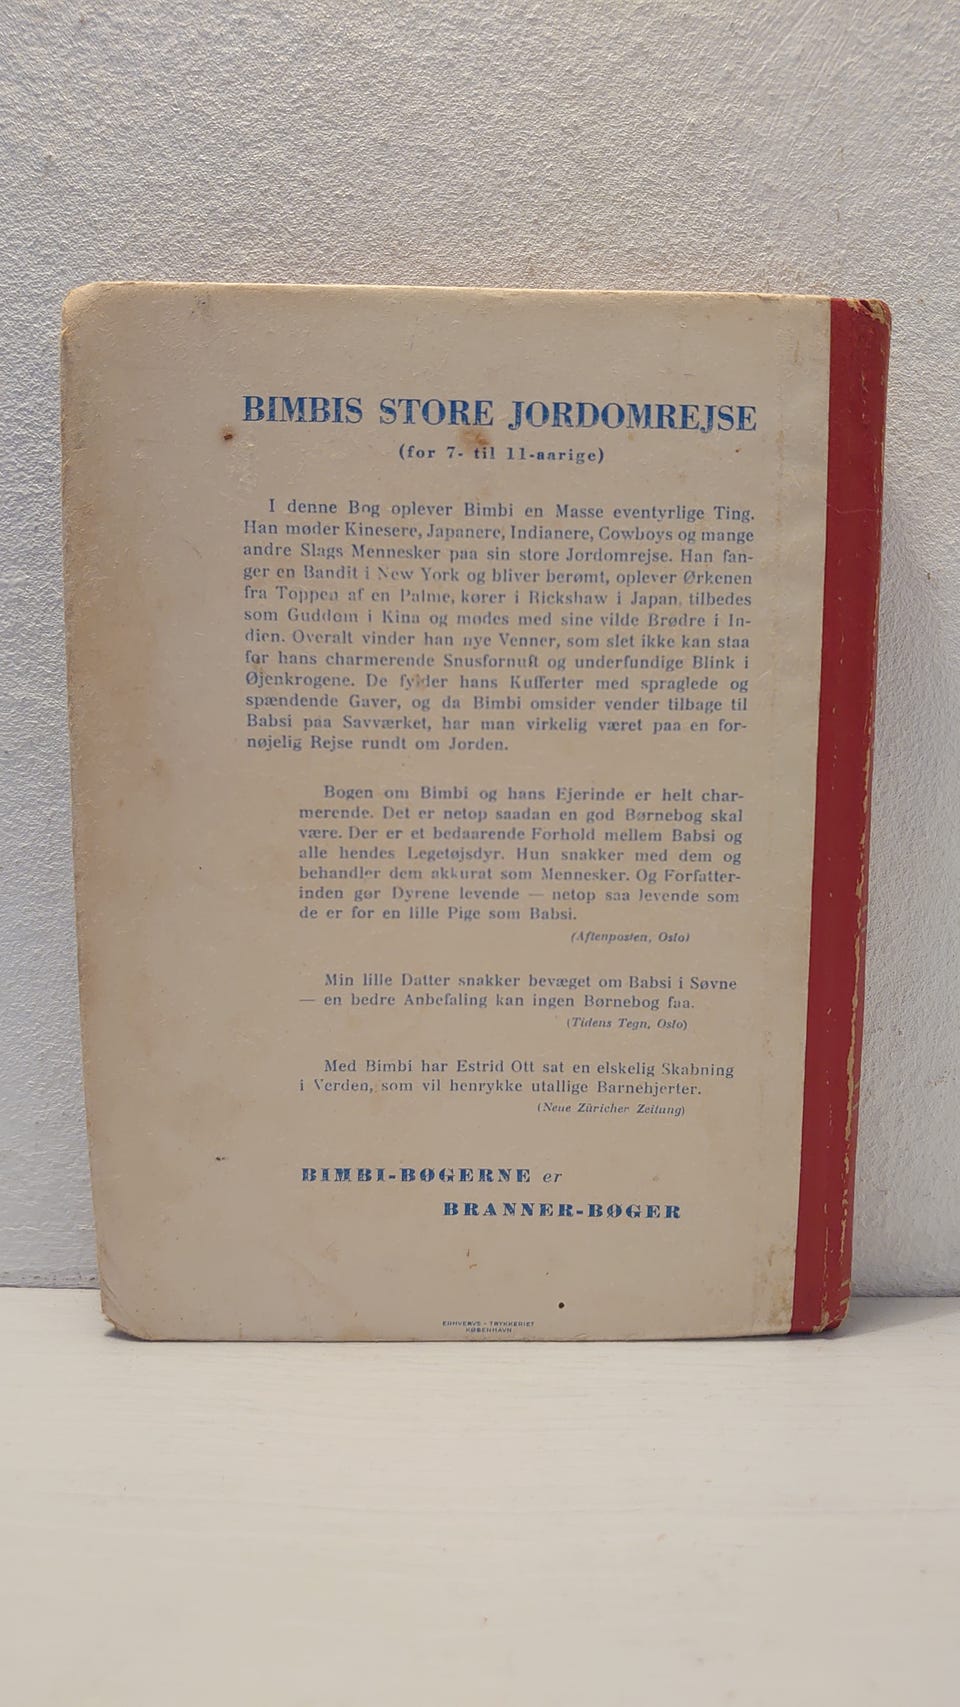 BIMBIS STORE JORDOMREJSE
(for 7- til 11-aarige)
I denne Bog oplever Bimbi en Masse eventyrlige Ting.
Han møder Kinesere, Japanere, Indianere, Cowboys og mange
andre Slags Mennesker paa sin store Jordomrejse. Han fan-
ger en Bandit i New York og bliver berømt, oplever Ørkenen
fra Toppen af en Palme, kører i Rickshaw i Japan, tilbedes
som Guddom i Kina og mødes med sine vilde Brødre i In-
dien. Overalt vinder han nye Venner, som slet ikke kan staa
for hans charmerende Snusfornuft og underfundige Blink i
Øjenkrogene. De fylder hans Kufferter med spraglede og
spændende Gaver, og da Bimbi omsider vender tilbage til
Babsi paa Savværket, har man virkelig været paa en for-
nøjelig Rejse rundt om Jorden.
Bogen om Bimbi og hans Ejerinde er helt char-
merende. Det er netop saadan en god Børnebog skal
være. Der er et bedaarende Forhold mellem Babsi og
alle hendes Legetøjsdyr. Hun snakker med dem og
behandler dem akkurat som Mennesker. Og Forfatter-
inden gør Dyrene levende — netop saa levende som
de er for en lille Pige som Babsi.
(Aftenposten, Oslo)
Min lille Datter snakker bevæget om Babsi i Søvne
— en bedre Anbefaling kan ingen Børnebog faa.
(Tidens Tegn, Oslo)
Med Bimbi har Estrid Ott sat en elskelig Skabning
i Verden, som vil henrykke utallige Barnehjerter.
(Neue Züricher Zeitung)
BIMBI-BØGERNE er
BRANNER-BØGER
ERHVERVS-TRYKKERIET
KØBENHAVN